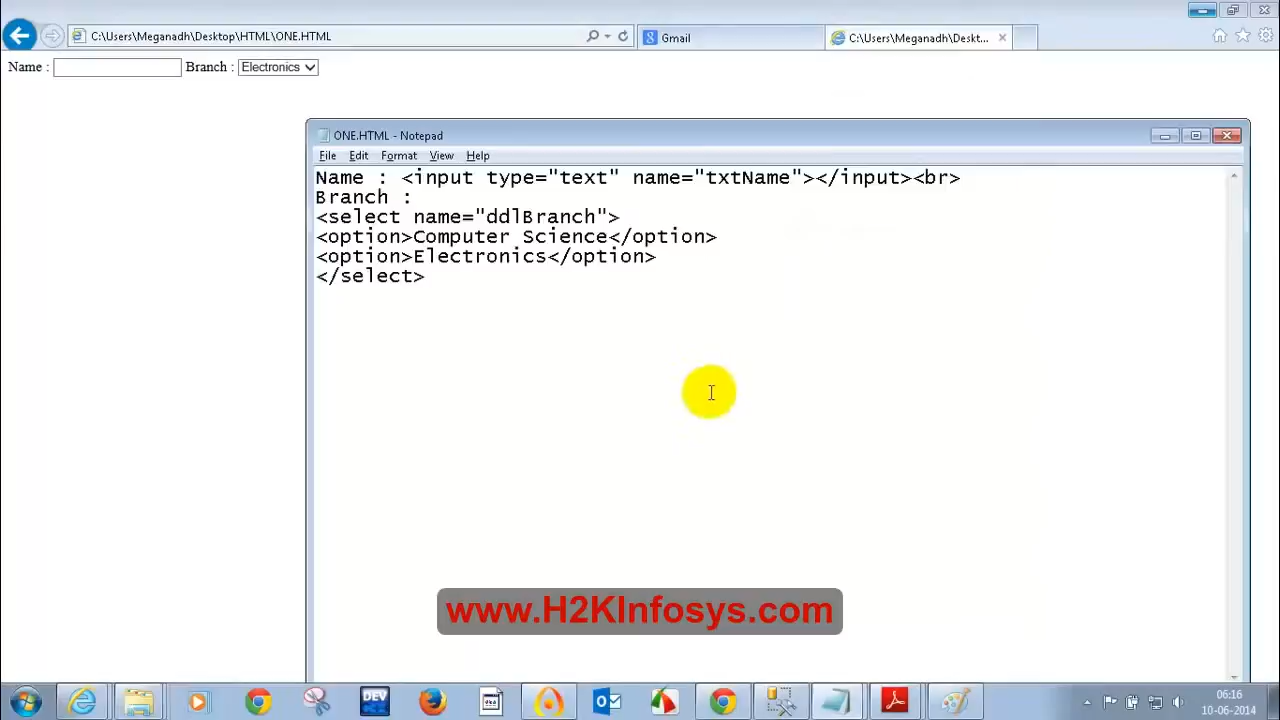 C:\Users\Meganadh\Desktop\HTML\ONE.HTML
Gmail
C:\Users\Meganadh\Deskt...
Name :
Branch : Electronics
ONE.HTML - Notepad
File Edit Format View Help
Name : <input type="text" name="txtName"></input><br>
Branch :
<select name="ddlBranch">
<option>Computer Science</option>
<option>Electronics</option>
</select>
www.H2KInfosys.com
DEV
06:16
10-06-2014